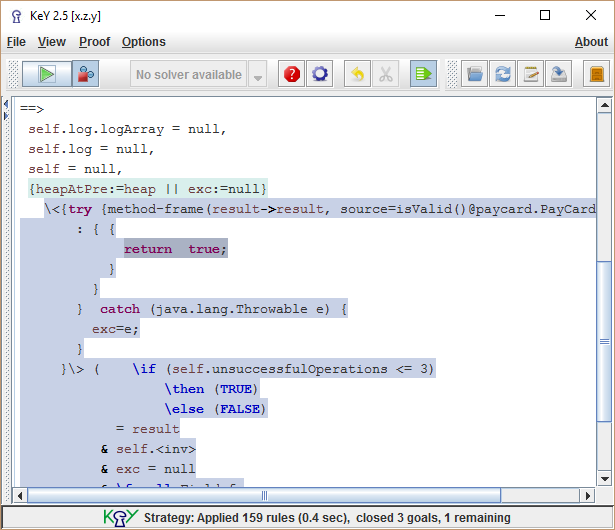 KeY 2.5 [x.z.y]
File View Proof Options About
No solver available
==>
self.log.logArray = null,
self.log = null,
self = null,
{heapAtPre:=heap || exc:=null}
\<{try {method-frame(result->result, source=isValid()@paycard.PayCard
: { {
return true;
}
}
} catch (java.lang.Throwable e) {
exc=e;
}
}\> ( \if (self.unsuccessfulOperations <= 3)
\then (TRUE)
\else (FALSE)
= result
& self.<inv>
& exc = null
KEY Strategy: Applied 159 rules (0.4 sec), closed 3 goals, 1 remaining